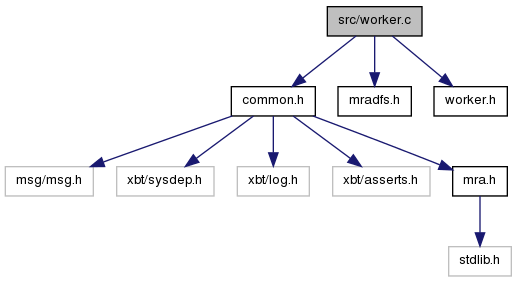 src/worker.c
common.h
mradfs.h
worker.h
msg/msg.h
xbt/sysdep.h
xbt/log.h
xbt/asserts.h
mra.h
stdlib.h